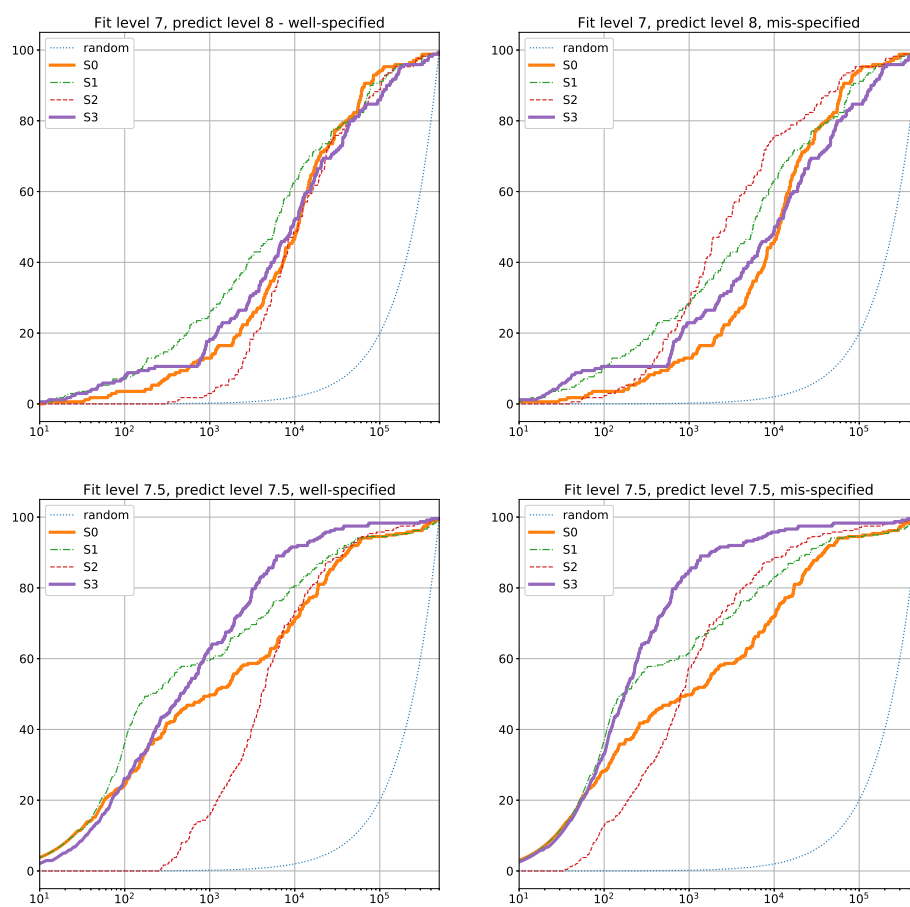 Fit level 7, predict level 8 - well-specified
random
S0
S1
S2
S3
100
80
60
40
20
0
10^1 10^2 10^3 10^4 10^5
Fit level 7, predict level 8, mis-specified
random
S0
S1
S2
S3
100
80
60
40
20
0
10^1 10^2 10^3 10^4 10^5
Fit level 7.5, predict level 7.5, well-specified
random
S0
S1
S2
S3
100
80
60
40
20
0
10^1 10^2 10^3 10^4 10^5
Fit level 7.5, predict level 7.5, mis-specified
random
S0
S1
S2
S3
100
80
60
40
20
0
10^1 10^2 10^3 10^4 10^5